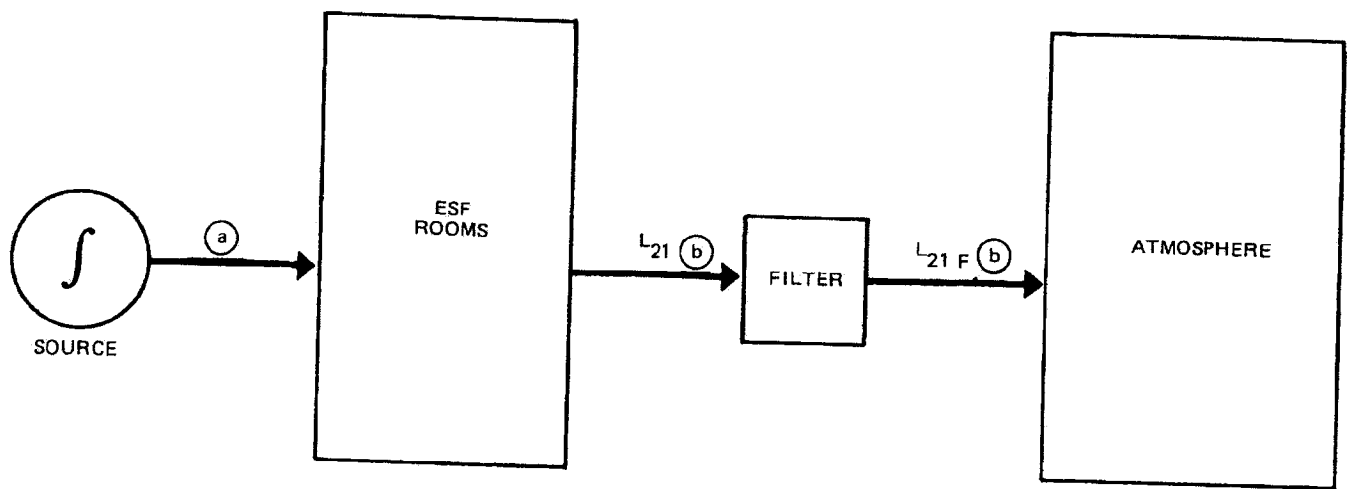 ∫
SOURCE
ⓐ
ESF
ROOMS
L₂₁ ⓑ
FILTER
L₂₁ F ⓑ
ATMOSPHERE